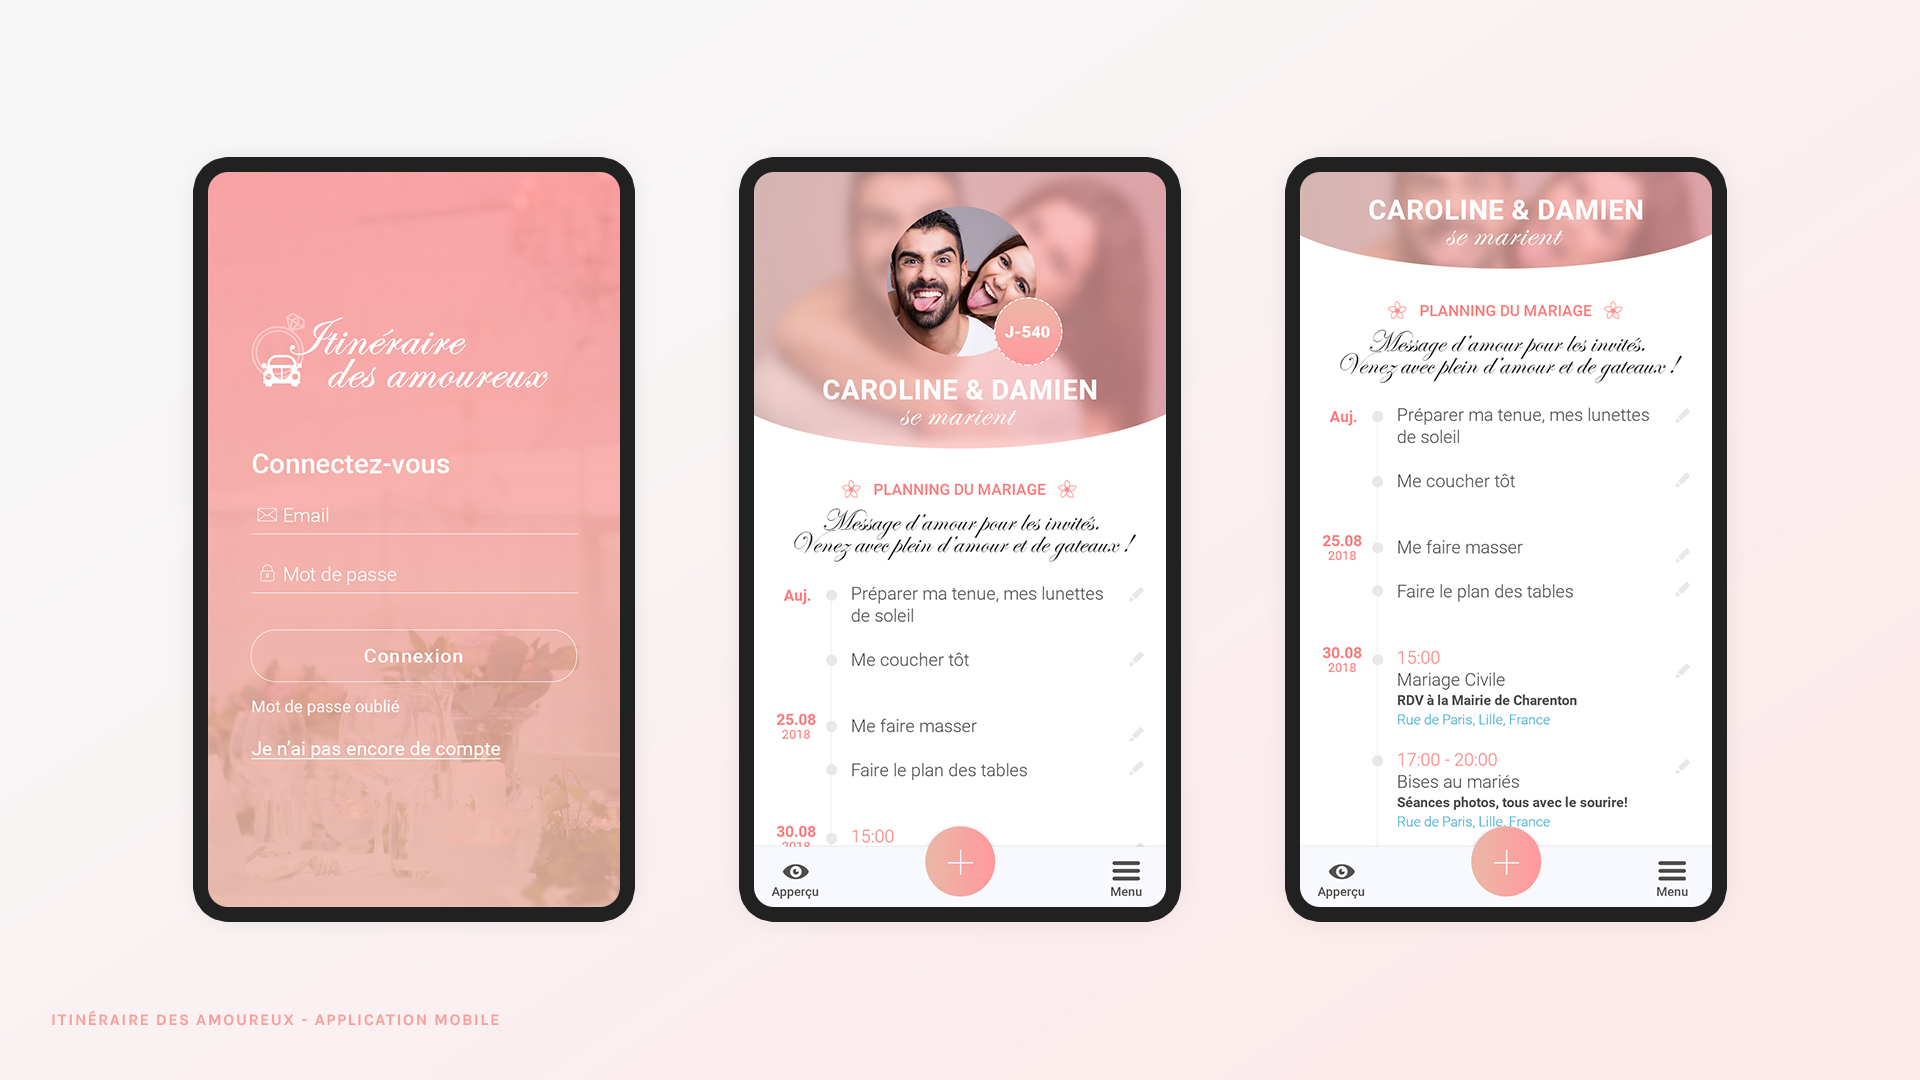 Itinéraire
des amoureux
Connectez-vous
Email
Mot de passe
Connexion
Mot de passe oublié
Je n'ai pas encore de compte
J-540
CAROLINE & DAMIEN
se marient
PLANNING DU MARIAGE
Message d'amour pour les invités.
Venez avec plein d'amour et de gateaux !
Auj.
Préparer ma tenue, mes lunettes
de soleil
Me coucher tôt
25.08
2018
Me faire masser
Faire le plan des tables
30.08
2018
15:00
Apperçu
Menu
CAROLINE & DAMIEN
se marient
PLANNING DU MARIAGE
Message d'amour pour les invités.
Venez avec plein d'amour et de gateaux !
Auj.
Préparer ma tenue, mes lunettes
de soleil
Me coucher tôt
25.08
2018
Me faire masser
Faire le plan des tables
30.08
2018
15:00
Mariage Civile
RDV à la Mairie de Charenton
Rue de Paris, Lille, France
17:00 - 20:00
Bises au mariés
Séances photos, tous avec le sourire!
Rue de Paris, Lille, France
Apperçu
Menu
ITINÉRAIRE DES AMOUREUX - APPLICATION MOBILE